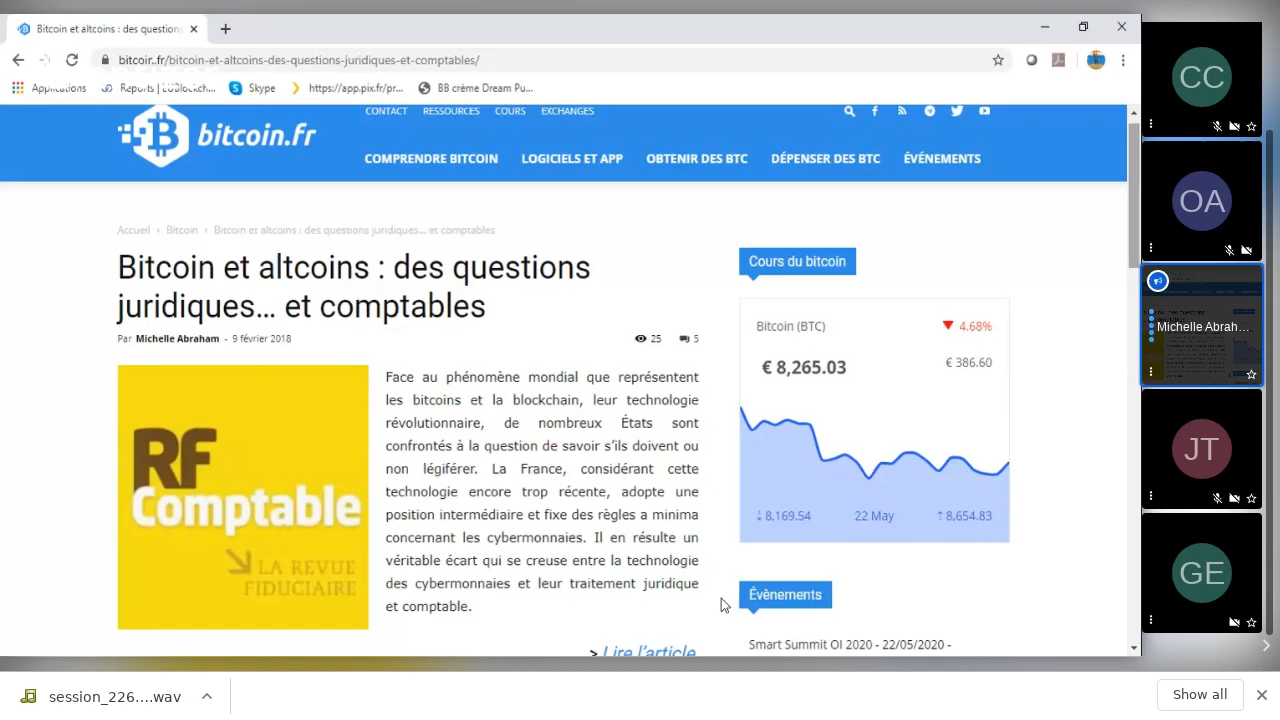 Bitcoin et altcoins : des question
bitcoin.fr/bitcoin-et-altcoins-des-questions-juridiques-et-comptables/
Applications
Reports | LuBlockch...
Skype
https://app.pix.fr/pr...
BB crème Dream Pu...
CONTACT RESSOURCES COURS EXCHANGES
bitcoin.fr
COMPRENDRE BITCOIN LOGICIELS ET APP OBTENIR DES BTC DÉPENSER DES BTC ÉVÉNEMENTS
Accueil › Bitcoin › Bitcoin et altcoins : des questions juridiques... et comptables
Bitcoin et altcoins : des questions
juridiques… et comptables
Par Michelle Abraham - 9 février 2018
25
5
RF
Comptable
LA REVUE
FIDUCIAIRE
Face au phénomène mondial que représentent
les bitcoins et la blockchain, leur technologie
révolutionnaire, de nombreux États sont
confrontés à la question de savoir s'ils doivent ou
non légiférer. La France, considérant cette
technologie encore trop récente, adopte une
position intermédiaire et fixe des règles a minima
concernant les cybermonnaies. Il en résulte un
véritable écart qui se creuse entre la technologie
des cybermonnaies et leur traitement juridique
et comptable.
> Lire l'article
Cours du bitcoin
Bitcoin (BTC)
4.68%
€ 8,265.03
€ 386.60
↓ 8,169.54 22 May ↑ 8,654.83
Évènements
Smart Summit OI 2020 - 22/05/2020 -
CC
OA
Michelle Abrah...
JT
GE
session_226....wav
Show all